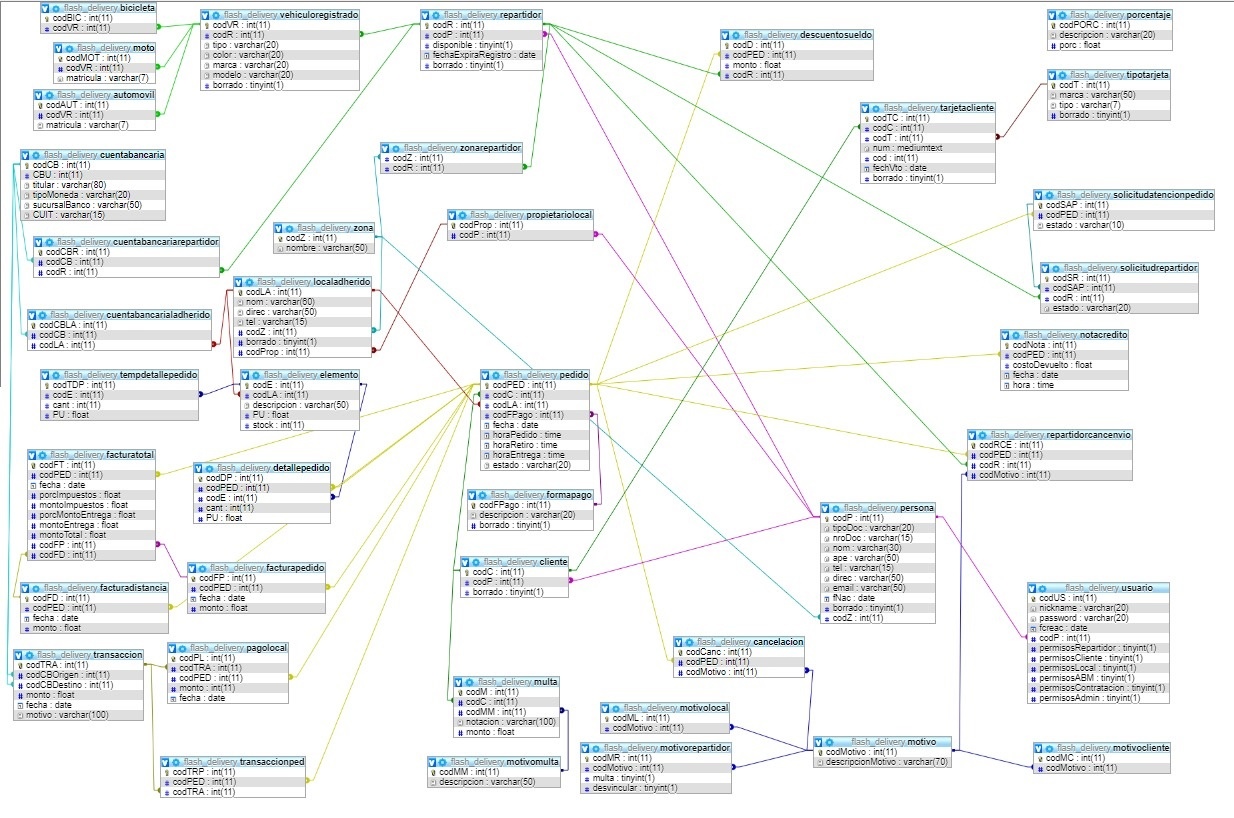 flash_delivery bicicleta
codBIC : int(11)
codVR : int(11)
flash_delivery moto
codMOT : int(11)
codVR : int(11)
matricula : varchar(7)
flash_delivery automovil
codAUT : int(11)
codVR : int(11)
matricula : varchar(7)
flash_delivery vehiculoregistrado
codVR : int(11)
codR : int(11)
tipo : varchar(20)
color : varchar(20)
marca : varchar(20)
modelo : varchar(20)
borrado : tinyint(1)
flash_delivery repartidor
codR : int(11)
codP : int(11)
disponible : tinyint(1)
fechaExpiraRegistro : date
borrado : tinyint(1)
flash_delivery descuentosueldo
codD : int(11)
codPED : int(11)
monto : float
codR : int(11)
flash_delivery porcentaje
codPORC : int(11)
descripcion : varchar(20)
porc : float
flash_delivery tipotarjeta
codT : int(11)
marca : varchar(50)
tipo : varchar(7)
borrado : tinyint(1)
flash_delivery tarjetacliente
codTC : int(11)
codC : int(11)
codT : int(11)
num : mediumtext
cod : int(11)
fechVto : date
borrado : tinyint(1)
flash_delivery cuentabancaria
codCB : int(11)
CBU : int(11)
titular : varchar(80)
tipoMoneda : varchar(20)
sucursalBanco : varchar(50)
CUIT : varchar(15)
flash_delivery zonarepartidor
codZ : int(11)
codR : int(11)
flash_delivery solicitudatencionpedido
codSAP : int(11)
codPED : int(11)
estado : varchar(10)
flash_delivery propietariolocal
codProp : int(11)
codP : int(11)
flash_delivery zona
codZ : int(11)
nombre : varchar(50)
flash_delivery cuentabancariarepartidor
codCBR : int(11)
codCB : int(11)
codR : int(11)
flash_delivery solicitudrepartidor
codSR : int(11)
codSAP : int(11)
codR : int(11)
estado : varchar(20)
flash_delivery localadherido
codLA : int(11)
nom : varchar(80)
direc : varchar(50)
tel : varchar(15)
codZ : int(11)
borrado : tinyint(1)
codProp : int(11)
flash_delivery cuentabancarialadherido
codCBLA : int(11)
codCB : int(11)
codLA : int(11)
flash_delivery notacredito
codNota : int(11)
codPED : int(11)
costoDevuelto : float
fecha : date
hora : time
flash_delivery tempdetallepedido
codTDP : int(11)
codE : int(11)
cant : int(11)
PU : float
flash_delivery elemento
codE : int(11)
codLA : int(11)
descripcion : varchar(50)
PU : float
stock : int(11)
flash_delivery pedido
codPED : int(11)
codC : int(11)
codLA : int(11)
codFPago : int(11)
fecha : date
horaPedido : time
horaRetiro : time
horaEntrega : time
estado : varchar(20)
flash_delivery repartidorcancenvio
codRCE : int(11)
codPED : int(11)
codR : int(11)
codMotivo : int(11)
flash_delivery facturatotal
codFT : int(11)
codPED : int(11)
fecha : date
porcImpuestos : float
montoImpuestos : float
porcMontoEntrega : float
montoEntrega : float
montoTotal : float
codFP : int(11)
codFD : int(11)
flash_delivery detallepedido
codDP : int(11)
codPED : int(11)
codE : int(11)
cant : int(11)
PU : float
flash_delivery formapago
codFPago : int(11)
descripcion : varchar(20)
borrado : tinyint(1)
flash_delivery persona
codP : int(11)
tipoDoc : varchar(20)
nroDoc : varchar(15)
nom : varchar(30)
ape : varchar(50)
tel : varchar(15)
direc : varchar(50)
email : varchar(50)
fNac : date
borrado : tinyint(1)
codZ : int(11)
flash_delivery cliente
codC : int(11)
codP : int(11)
borrado : tinyint(1)
flash_delivery facturapedido
codFP : int(11)
codPED : int(11)
fecha : date
monto : float
flash_delivery facturadistancia
codFD : int(11)
codPED : int(11)
fecha : date
monto : float
flash_delivery usuario
codUS : int(11)
nickname : varchar(20)
password : varchar(20)
fcreac : date
codP : int(11)
permisosRepartidor : tinyint(1)
permisosCliente : tinyint(1)
permisosLocal : tinyint(1)
permisosABM : tinyint(1)
permisosContratacion : tinyint(1)
permisosAdmin : tinyint(1)
flash_delivery transaccion
codTRA : int(11)
codCBOrigen : int(11)
codCBDestino : int(11)
monto : float
fecha : date
motivo : varchar(100)
flash_delivery pagolocal
codPL : int(11)
codTRA : int(11)
codPED : int(11)
monto : int(11)
fecha : date
flash_delivery cancelacion
codCanc : int(11)
codPED : int(11)
codMotivo : int(11)
flash_delivery multa
codM : int(11)
codC : int(11)
codMM : int(11)
notacion : varchar(100)
monto : float
flash_delivery motivolocal
codML : int(11)
codMotivo : int(11)
flash_delivery motivorepartidor
codMR : int(11)
codMotivo : int(11)
multa : tinyint(1)
desvincular : tinyint(1)
flash_delivery motivo
codMotivo : int(11)
descripcionMotivo : varchar(70)
flash_delivery motivocliente
codMC : int(11)
codMotivo : int(11)
flash_delivery transaccionped
codTRP : int(11)
codPED : int(11)
codTRA : int(11)
flash_delivery motivomulta
codMM : int(11)
descripcion : varchar(50)